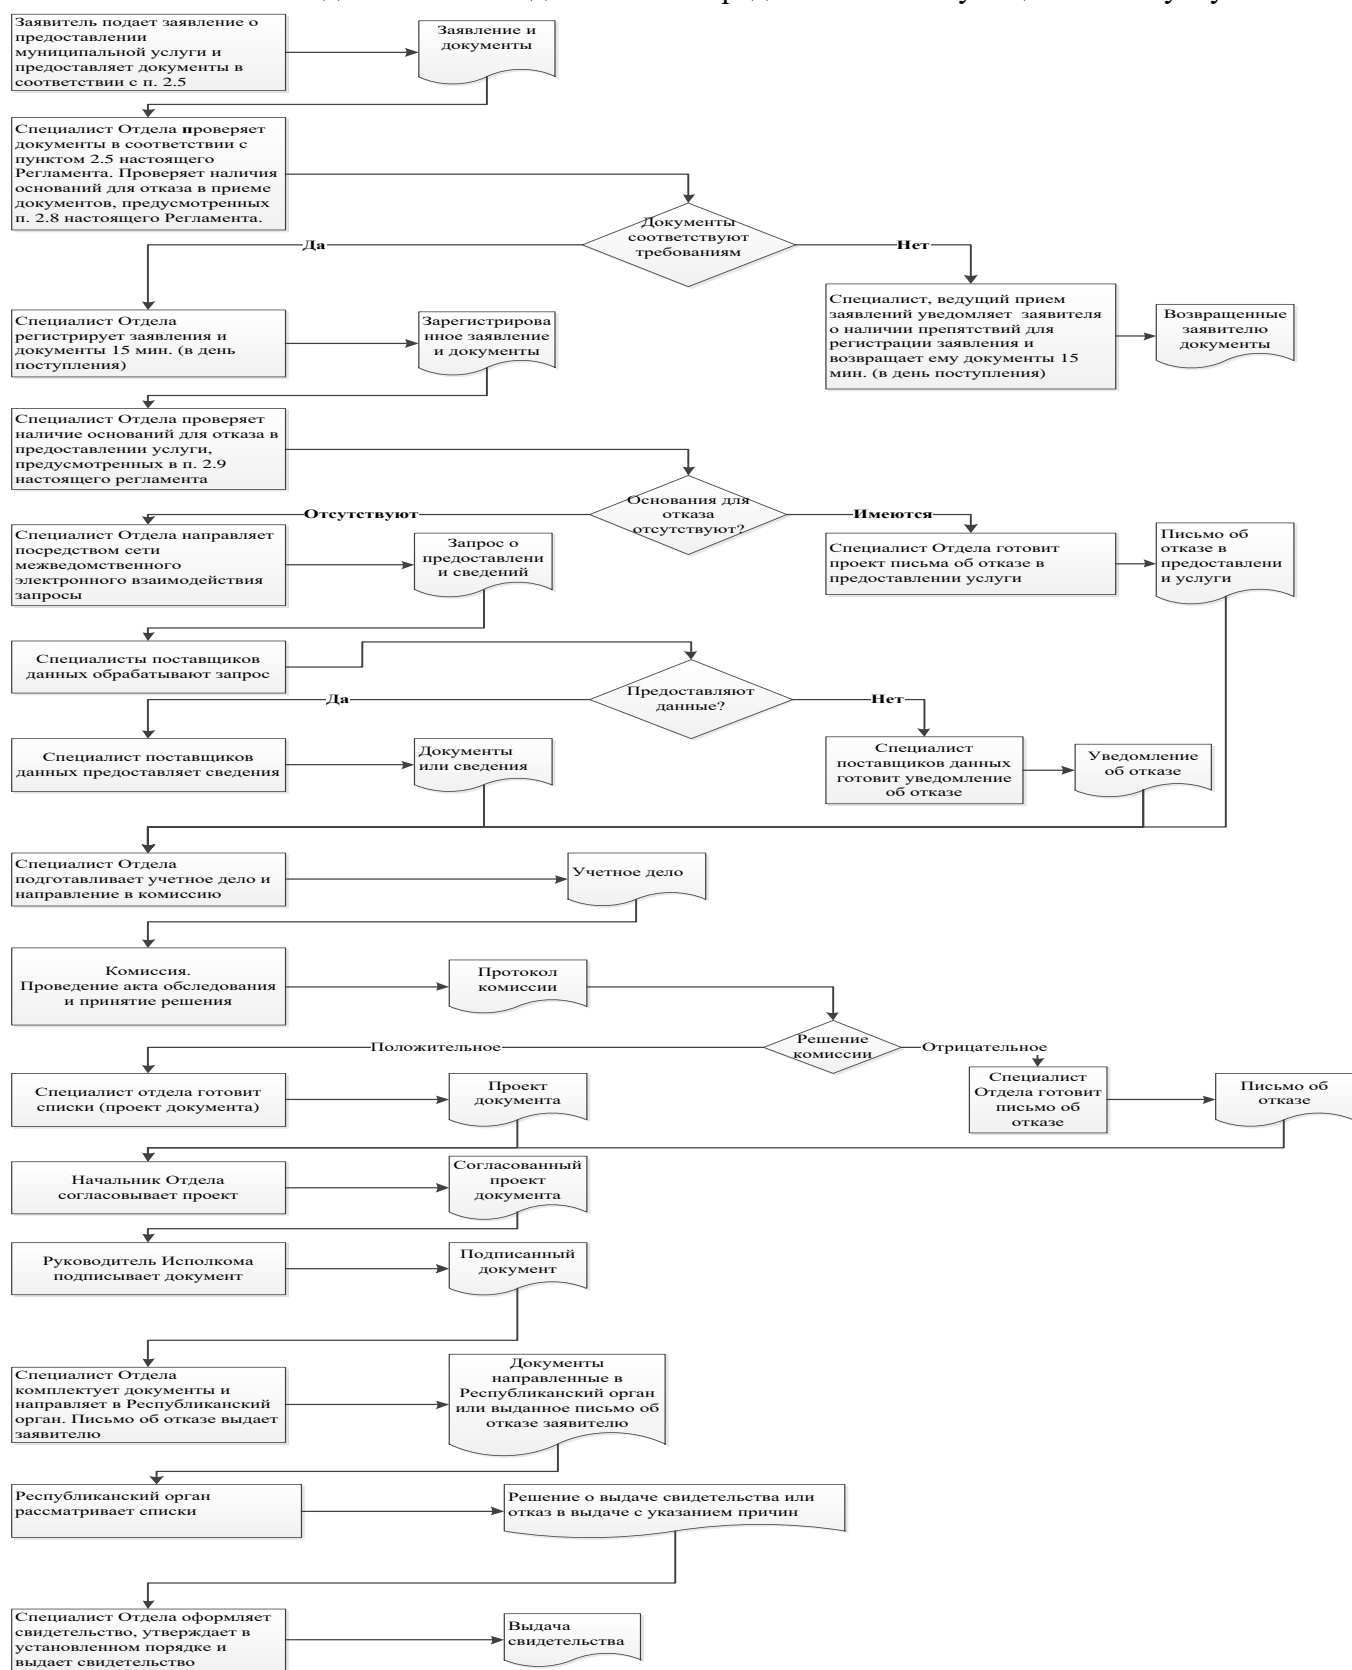 Заявитель подает заявление о
предоставлении
муниципальной услуги и
предоставляет документы в
соответствии с п. 2.5
Заявление и
документы
Специалист Отдела проверяет
документы в соответствии с
пунктом 2.5 настоящего
Регламента. Проверяет наличия
оснований для отказа в приеме
документов, предусмотренных
п. 2.8 настоящего Регламента.
Документы
соответствуют
требованиям
Да
Нет
Специалист Отдела
регистрирует заявления и
документы 15 мин. (в день
поступления)
Зарегистрирова
нное заявление
и документы
Специалист, ведущий прием
заявлений уведомляет заявителя
о наличии препятствий для
регистрации заявления и
возвращает ему документы 15
мин. (в день поступления)
Возвращенные
заявителю
документы
Специалист Отдела проверяет
наличие оснований для отказа в
предоставлении услуги,
предусмотренных в п. 2.9
настоящего регламента
Основания для
отказа
отсутствуют?
Отсутствуют
Имеются
Специалист Отдела направляет
посредством сети
межведомственного
электронного взаимодействия
запросы
Запрос о
предоставлени
и сведений
Специалист Отдела готовит
проект письма об отказе в
предоставлении услуги
Письмо об
отказе в
предоставлени
и услуги
Специалисты поставщиков
данных обрабатывают запрос
Предоставляют
данные?
Да
Нет
Специалист поставщиков
данных предоставляет сведения
Документы
или сведения
Специалист
поставщиков данных
готовит уведомление
об отказе
Уведомление
об отказе
Специалист Отдела
подготавливает учетное дело и
направление в комиссию
Учетное дело
Комиссия.
Проведение акта обследования
и принятие решения
Протокол
комиссии
Решение
комиссии
Положительное
Отрицательное
Специалист отдела готовит
списки (проект документа)
Проект
документа
Специалист
Отдела готовит
письмо об
отказе
Письмо об
отказе
Начальник Отдела
согласовывает проект
Согласованный
проект
документа
Руководитель Исполкома
подписывает документ
Подписанный
документ
Специалист Отдела
комплектует документы и
направляет в Республиканский
орган. Письмо об отказе выдает
заявителю
Документы
направленные в
Республиканский орган
или выданное письмо об
отказе заявителю
Республиканский орган
рассматривает списки
Решение о выдаче свидетельства или
отказ в выдаче с указанием причин
Специалист Отдела оформляет
свидетельство, утверждает в
установленном порядке и
выдает свидетельство
Выдача
свидетельства